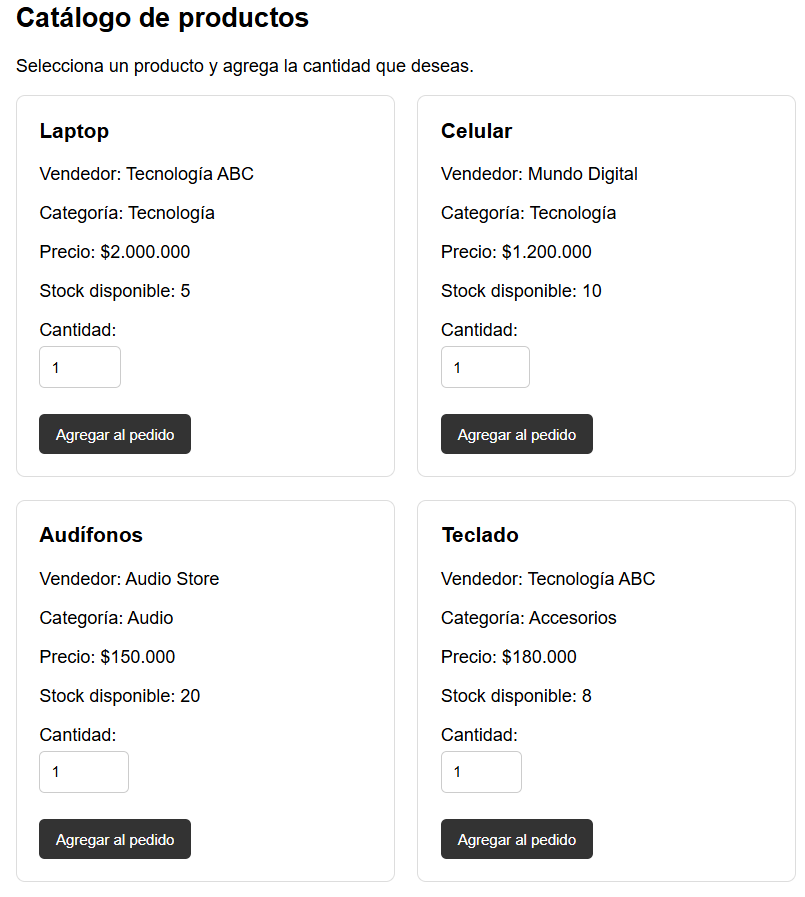 Catálogo de productos
Selecciona un producto y agrega la cantidad que deseas.
Laptop
Vendedor: Tecnología ABC
Categoría: Tecnología
Precio: $2.000.000
Stock disponible: 5
Cantidad:
1
Agregar al pedido
Celular
Vendedor: Mundo Digital
Categoría: Tecnología
Precio: $1.200.000
Stock disponible: 10
Cantidad:
1
Agregar al pedido
Audífonos
Vendedor: Audio Store
Categoría: Audio
Precio: $150.000
Stock disponible: 20
Cantidad:
1
Agregar al pedido
Teclado
Vendedor: Tecnología ABC
Categoría: Accesorios
Precio: $180.000
Stock disponible: 8
Cantidad:
1
Agregar al pedido